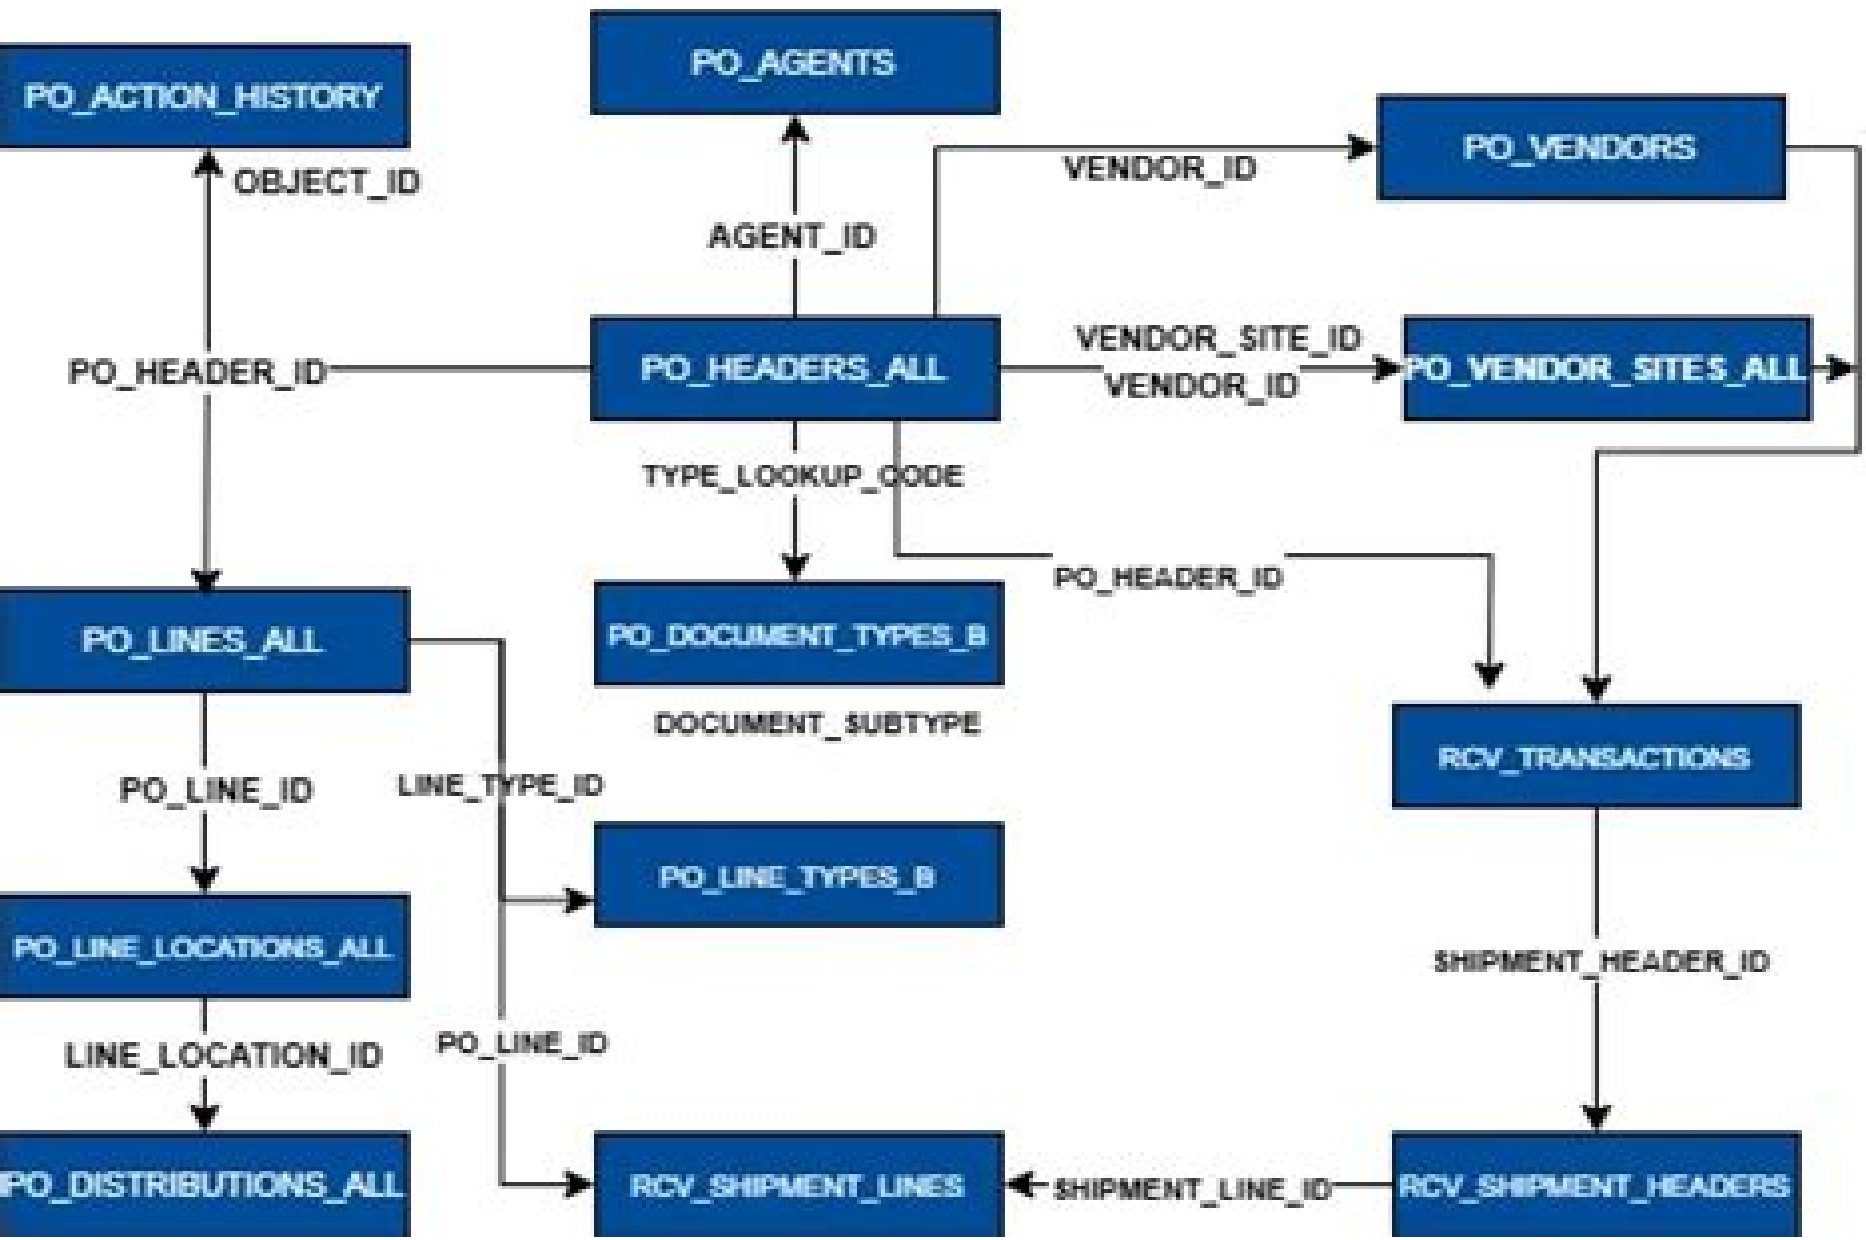 PO_AGENTS
PO_ACTION_HISTORY
PO_VENDORS
OBJECT_ID
VENDOR_ID
AGENT_ID
VENDOR_SITE_ID
PO_HEADER_ID
PO_HEADERS_ALL
VENDOR_ID
PO_VENDOR_SITES_ALL
TYPE_LOOKUP_CODE
PO_HEADER_ID
PO_LINES_ALL
PO_DOCUMENT_TYPES_B
DOCUMENT_SUBTYPE
RCV_TRANSACTIONS
PO_LINE_ID
LINE_TYPE_ID
PO_LINE_TYPES_B
PO_LINE_LOCATIONS_ALL
SHIPMENT_HEADER_ID
LINE_LOCATION_ID
PO_LINE_ID
PO_DISTRIBUTIONS_ALL
RCV_SHIPMENT_LINES
SHIPMENT_LINE_ID
RCV_SHIPMENT_HEADERS